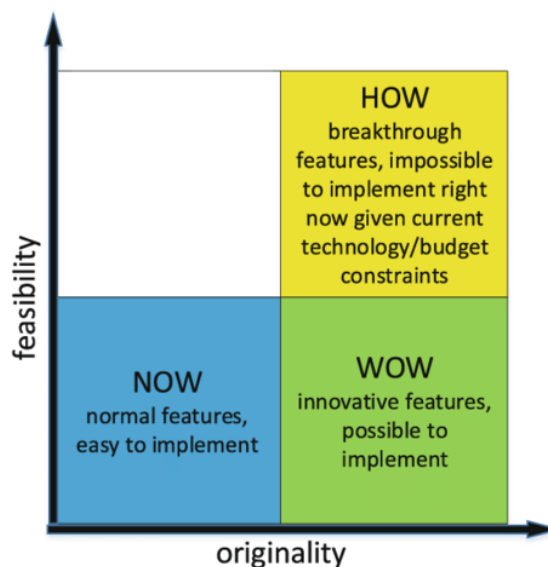 HOW
breakthrough
features, impossible
to implement right
now given current
technology/budget
constraints
feasibility
NOW
normal features,
easy to implement
WOW
innovative features,
possible to
implement
originality